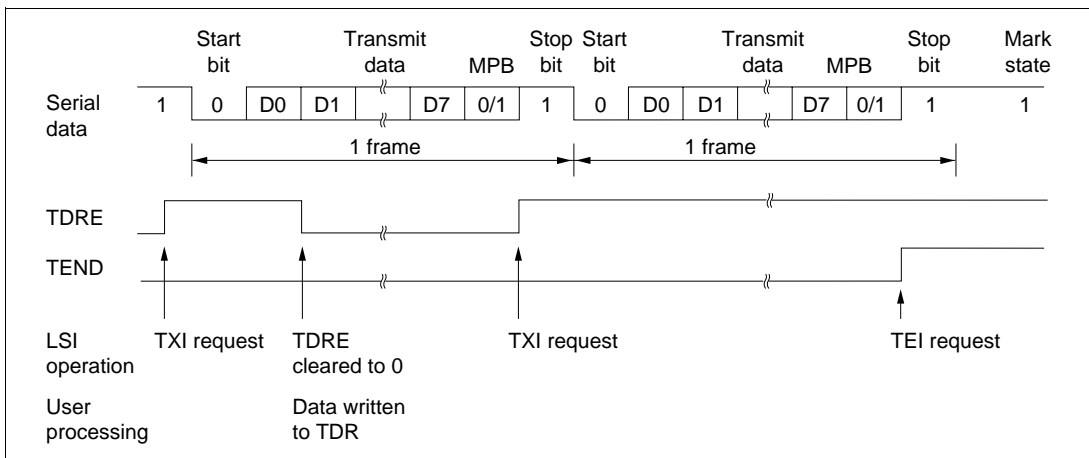 Start Transmit Stop Start Transmit Stop Mark
bit data MPB bit bit data MPB bit state
Serial
data
1 0 D0 D1 D7 0/1 1 0 D0 D1 D7 0/1 1 1
1 frame 1 frame
TDRE
TEND
LSI TXI request TDRE TXI request TEI request
operation cleared to 0
User Data written
processing to TDR